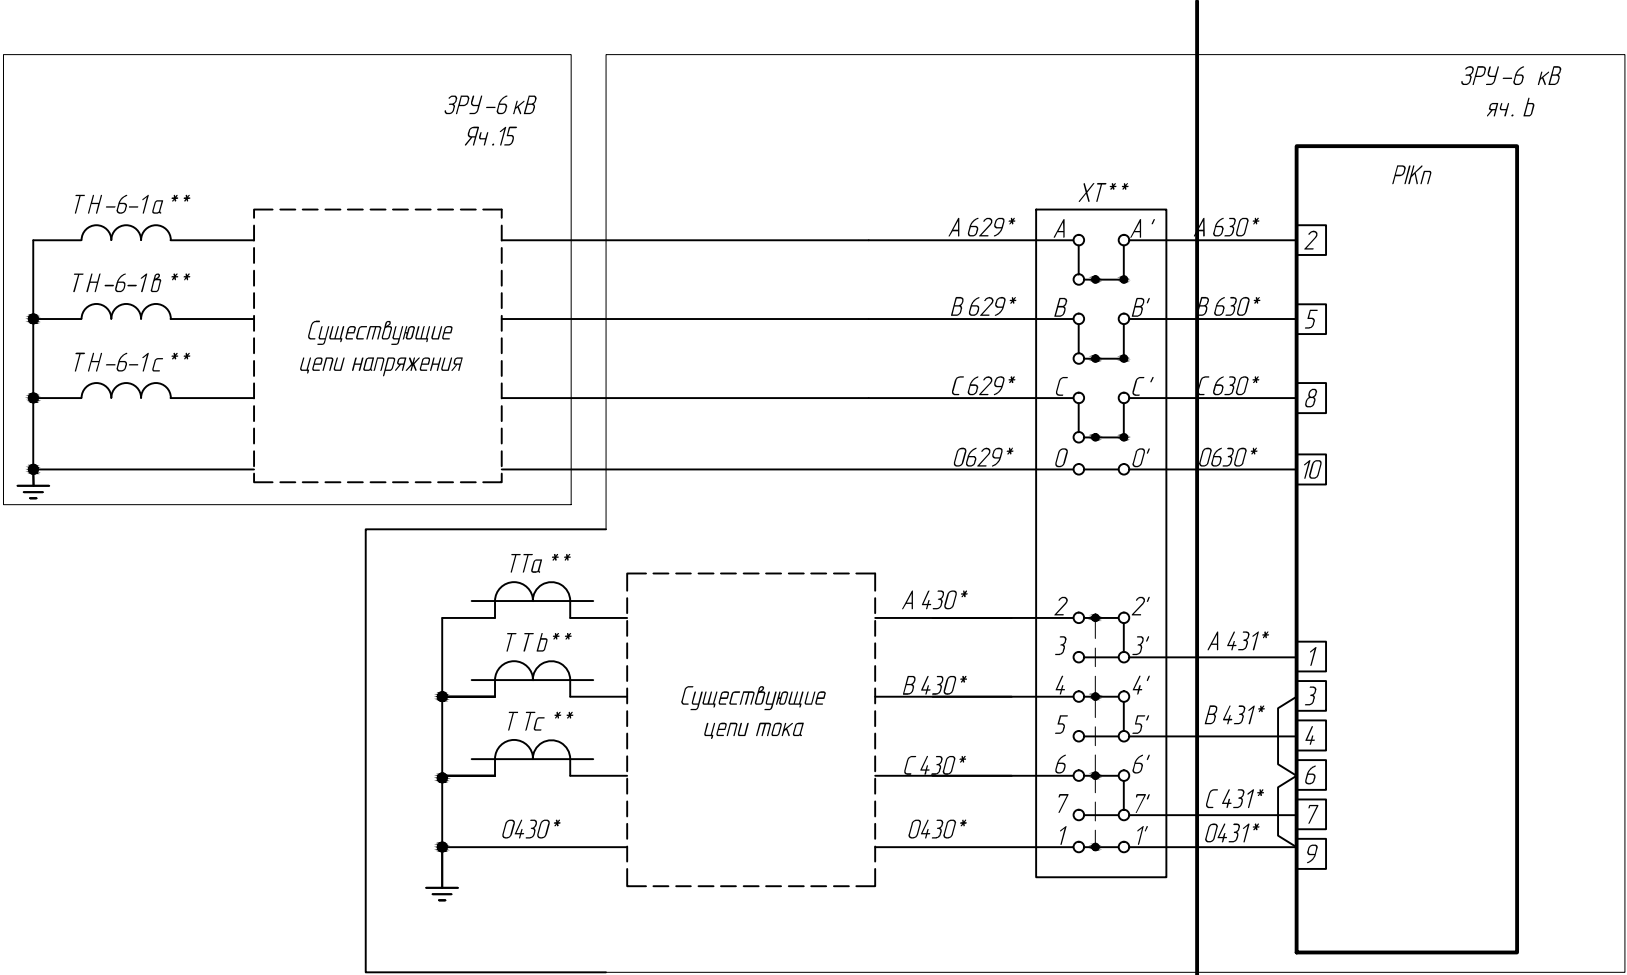 ЗРУ-6 кВ
Яч.15
ЗРУ-6 кВ
яч. b
PIKn
ТН-6-1а**
ТН-6-1в**
ТН-6-1с**
Существующие
цепи напряжения
XT**
A 629* A A' A 630* 2
B 629* B B' B 630* 5
C 629* C C' C 630* 8
0629* 0 0' 0630* 10
ТТа**
ТТb**
ТТс**
0430*
Существующие
цепи тока
A 430* 2 2'
3 3' A 431* 1
3
B 430* 4 4'
5 5' B 431* 4
C 430* 6 6' 6
7 7' C 431* 7
0430* 1 1' 0431* 9